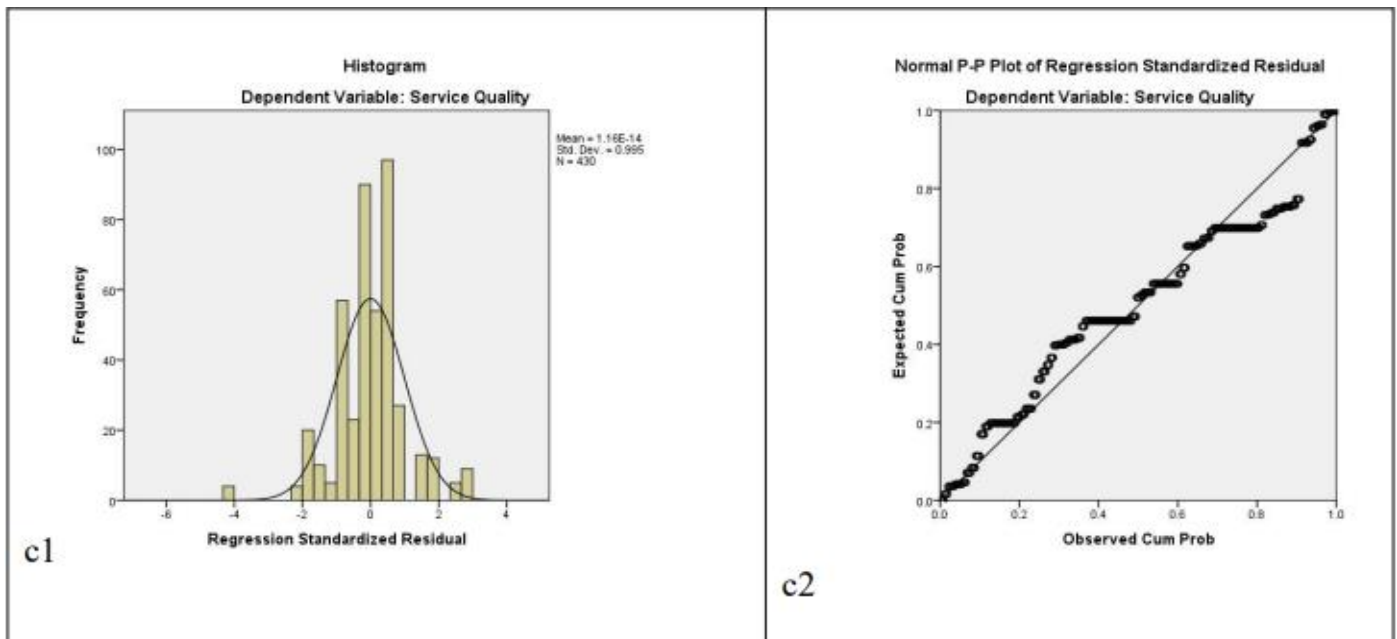 Histogram
Dependent Variable: Service Quality
Mean = 1.16E-14
Std. Dev. = 0.995
N = 430
Frequency
100
80
60
40
20
0
-6 -4 -2 0 2 4
Regression Standardized Residual
c1
Normal P-P Plot of Regression Standardized Residual
Dependent Variable: Service Quality
Expected Cum Prob
1.0
0.8
0.6
0.4
0.2
0.0
0.0 0.2 0.4 0.6 0.8 1.0
Observed Cum Prob
c2